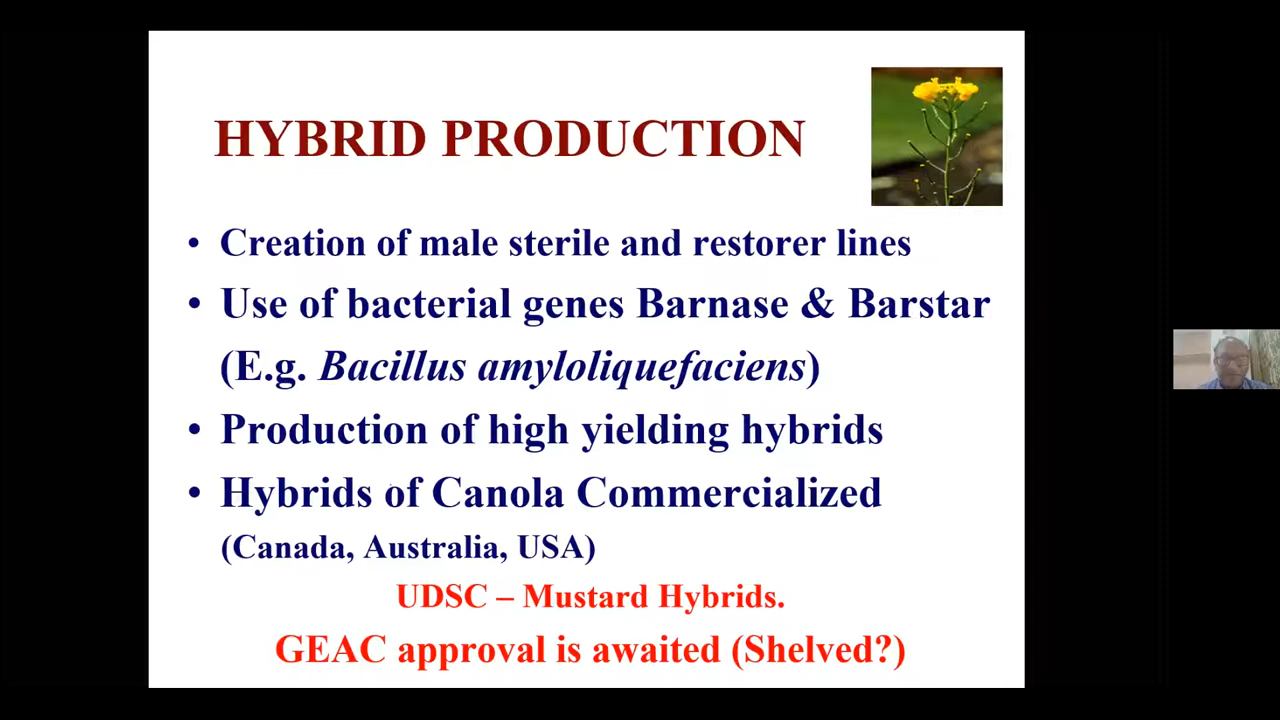 HYBRID PRODUCTION
• Creation of male sterile and restorer lines
• Use of bacterial genes Barnase & Barstar
(E.g. Bacillus amyloliquefaciens)
• Production of high yielding hybrids
• Hybrids of Canola Commercialized
(Canada, Australia, USA)
UDSC – Mustard Hybrids.
GEAC approval is awaited (Shelved?)